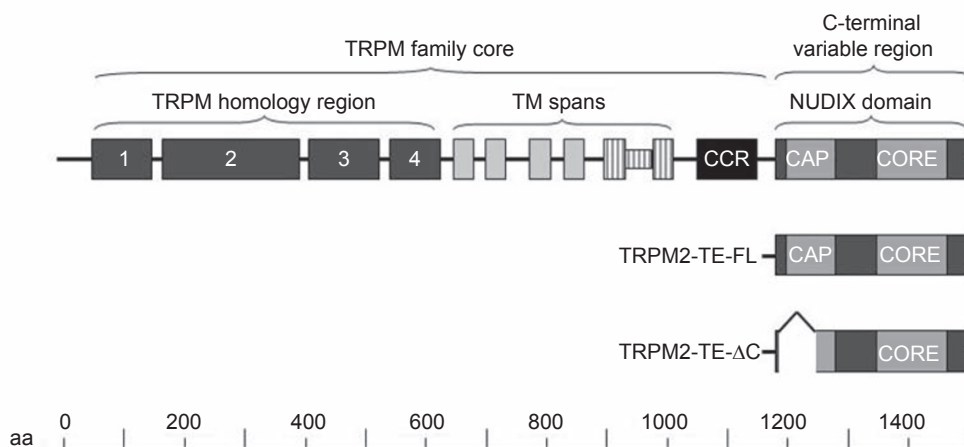 C-terminal
TRPM family core variable region
TRPM homology region TM spans NUDIX domain
1 2 3 4 CCR CAP CORE
TRPM2-TE-FL CAP CORE
TRPM2-TE-ΔC CORE
0 200 400 600 800 1000 1200 1400
aa